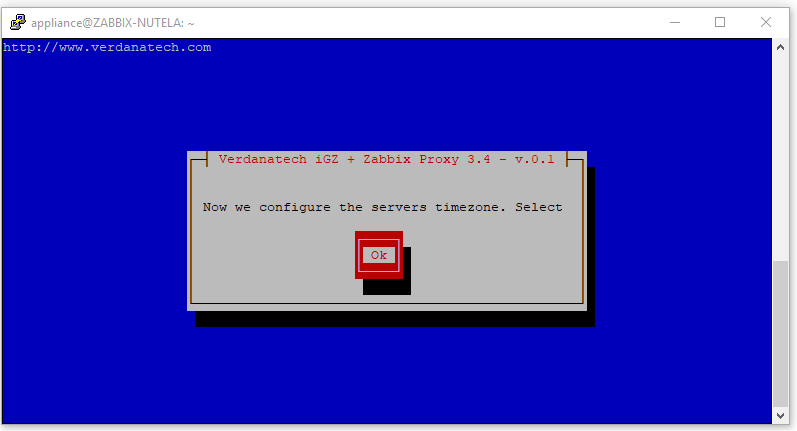 appliance@ZABBIX-NUTELA: ~
http://www.verdanatech.com
Verdanatech iGZ + Zabbix Proxy 3.4 - v.0.1
Now we configure the servers timezone. Select
Ok